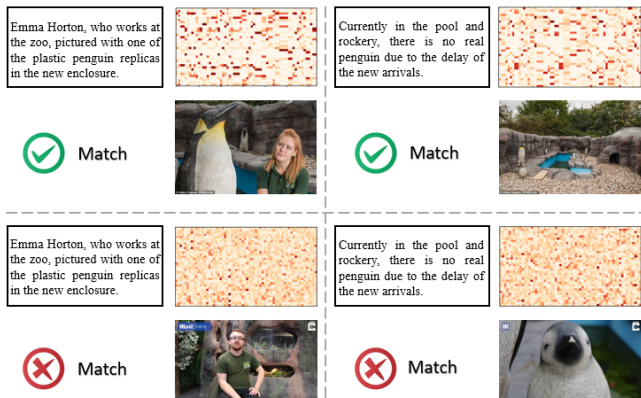 Emma Horton, who works at
the zoo, pictured with one of
the plastic penguin replicas
in the new enclosure.
Match
Currently in the pool and
rockery, there is no real
penguin due to the delay of
the new arrivals.
Match
Emma Horton, who works at
the zoo, pictured with one of
the plastic penguin replicas
in the new enclosure.
Match
Currently in the pool and
rockery, there is no real
penguin due to the delay of
the new arrivals.
Match